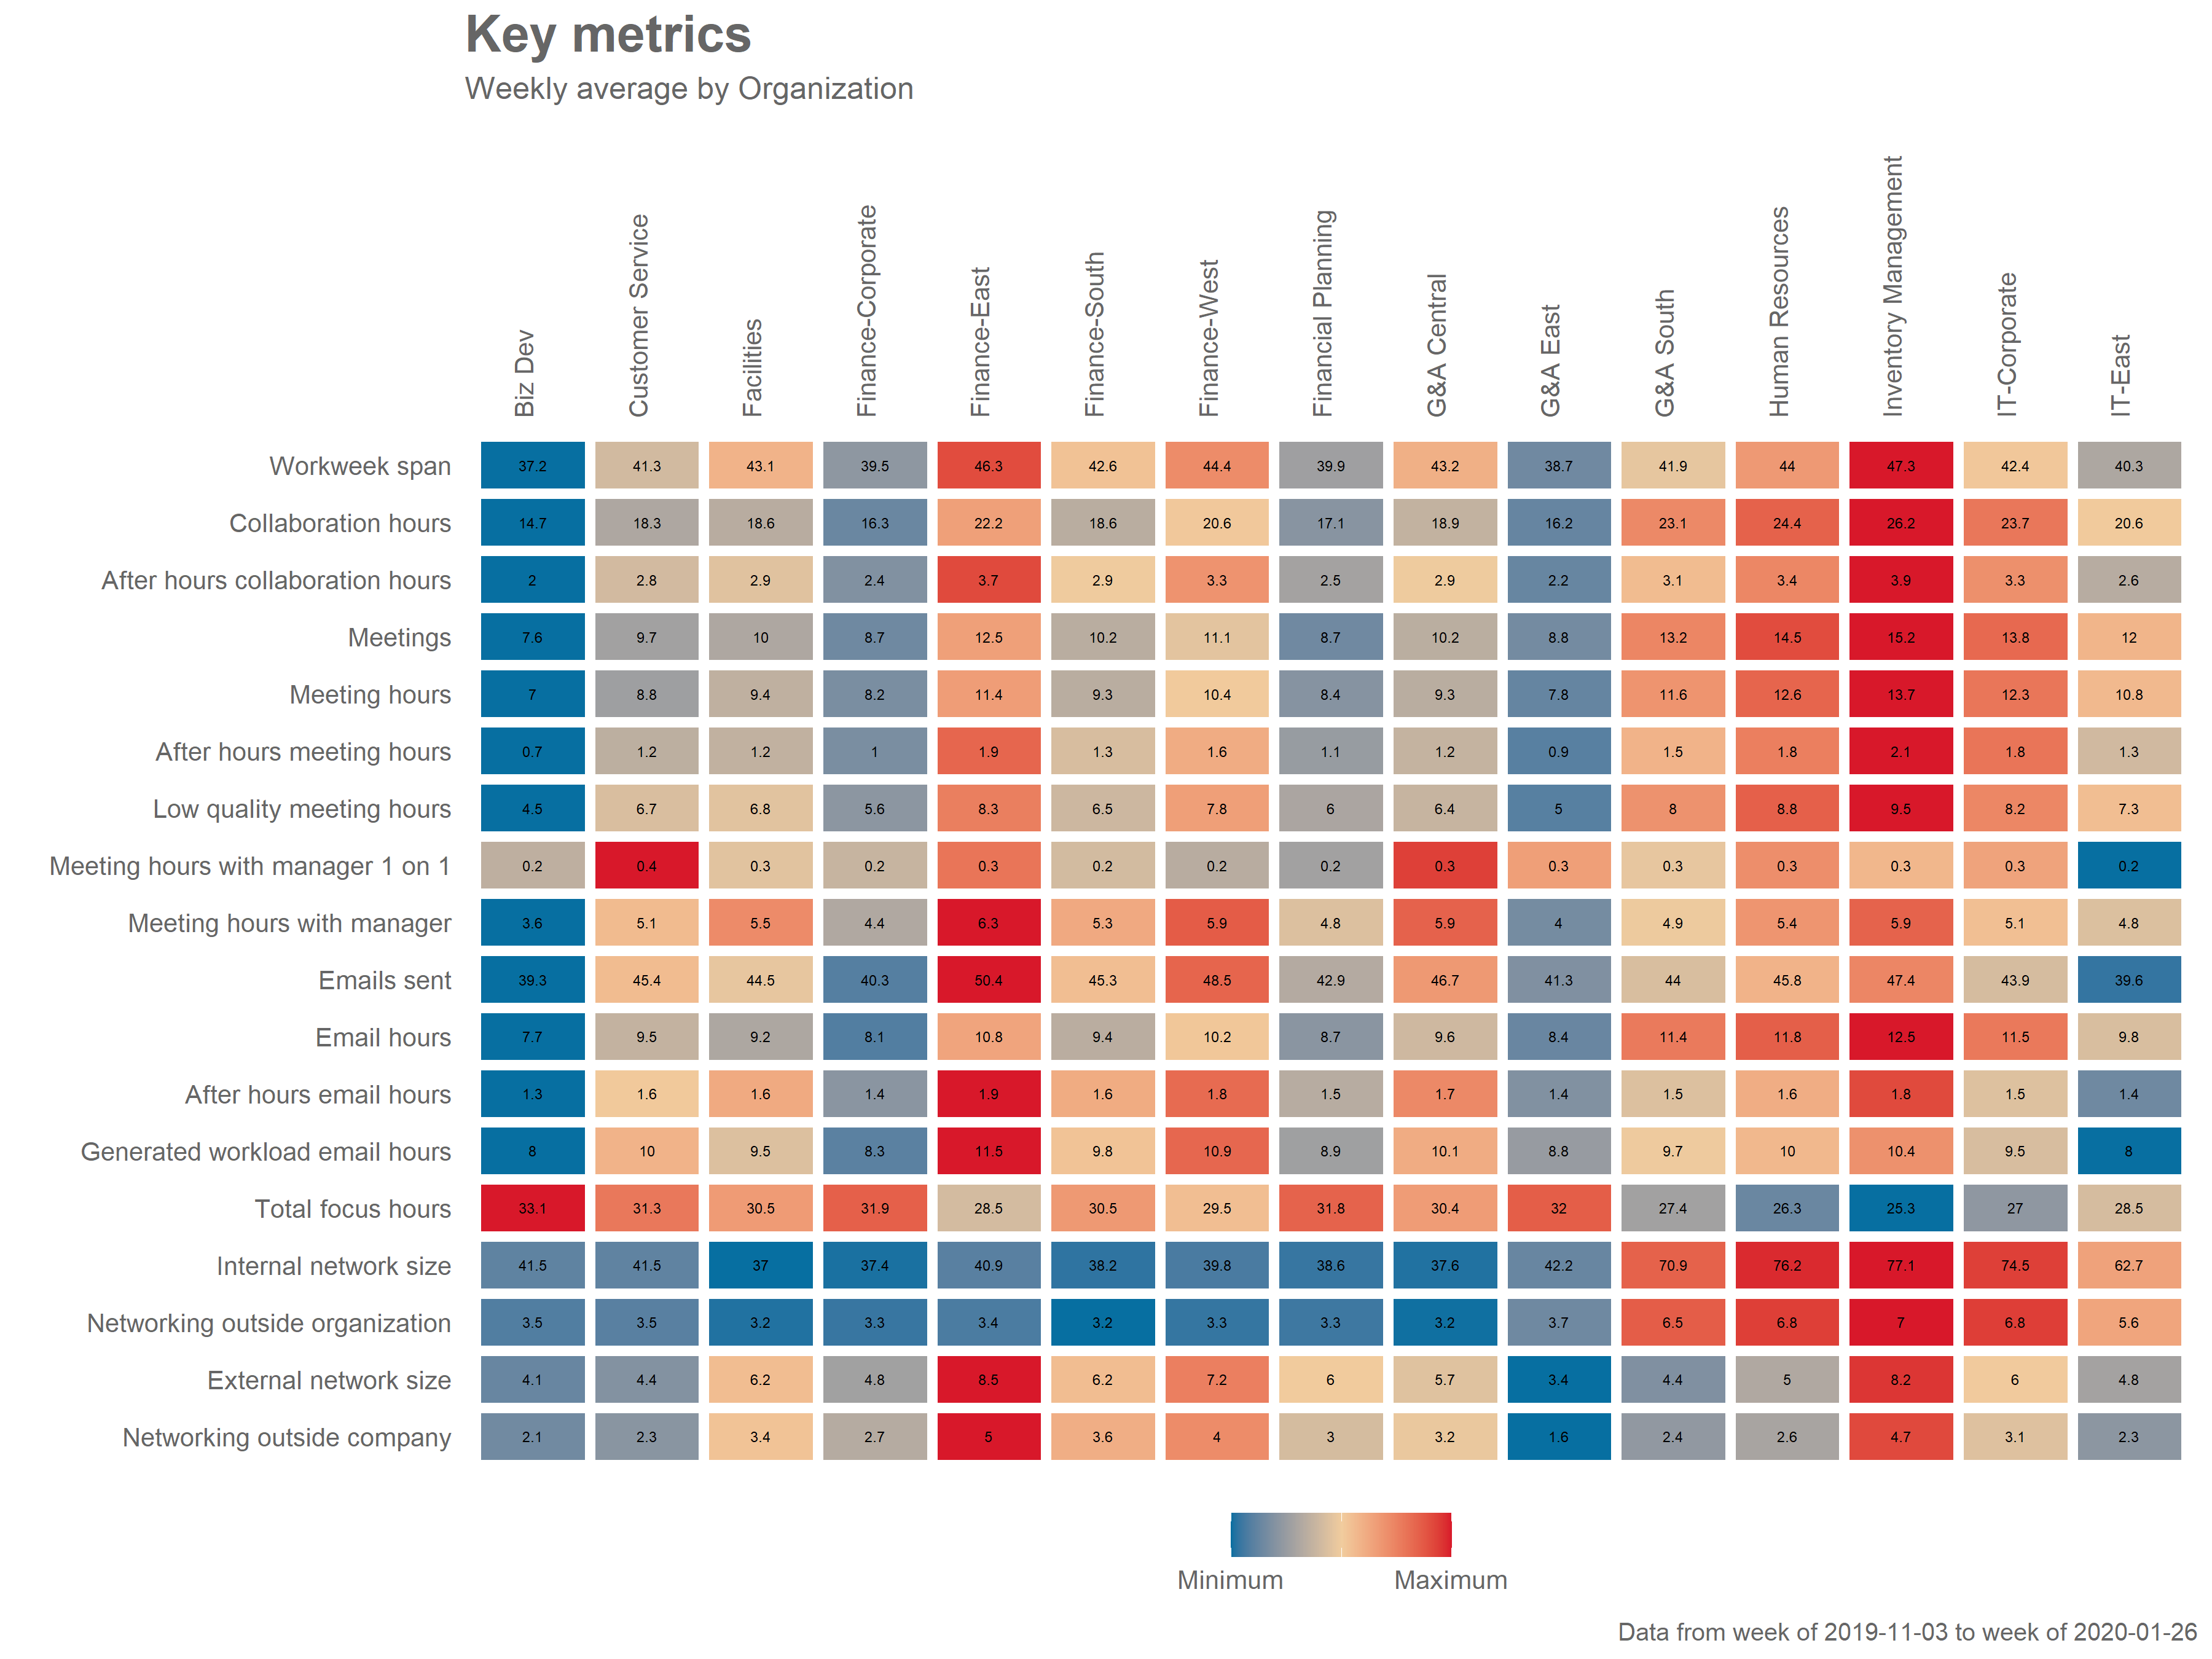 Key metrics
Weekly average by Organization
Biz Dev
Customer Service
Facilities
Finance-Corporate
Finance-East
Finance-South
Finance-West
Financial Planning
G&A Central
G&A East
G&A South
Human Resources
Inventory Management
IT-Corporate
IT-East
Workweek span 37.2 41.3 43.1 39.5 46.3 42.6 44.4 39.9 43.2 38.7 41.9 44 47.3 42.4 40.3
Collaboration hours 14.7 18.3 18.6 16.3 22.2 18.6 20.6 17.1 18.9 16.2 23.1 24.4 26.2 23.7 20.6
After hours collaboration hours 2 2.8 2.9 2.4 3.7 2.9 3.3 2.5 2.9 2.2 3.1 3.4 3.9 3.3 2.6
Meetings 7.6 9.7 10 8.7 12.5 10.2 11.1 8.7 10.2 8.8 13.2 14.5 15.2 13.8 12
Meeting hours 7 8.8 9.4 8.2 11.4 9.3 10.4 8.4 9.3 7.8 11.6 12.6 13.7 12.3 10.8
After hours meeting hours 0.7 1.2 1.2 1 1.9 1.3 1.6 1.1 1.2 0.9 1.5 1.8 2.1 1.8 1.3
Low quality meeting hours 4.5 6.7 6.8 5.6 8.3 6.5 7.8 6 6.4 5 8 8.8 9.5 8.2 7.3
Meeting hours with manager 1 on 1 0.2 0.4 0.3 0.2 0.3 0.2 0.2 0.2 0.3 0.3 0.3 0.3 0.3 0.3 0.2
Meeting hours with manager 3.6 5.1 5.5 4.4 6.3 5.3 5.9 4.8 5.9 4 4.9 5.4 5.9 5.1 4.8
Emails sent 39.3 45.4 44.5 40.3 50.4 45.3 48.5 42.9 46.7 41.3 44 45.8 47.4 43.9 39.6
Email hours 7.7 9.5 9.2 8.1 10.8 9.4 10.2 8.7 9.6 8.4 11.4 11.8 12.5 11.5 9.8
After hours email hours 1.3 1.6 1.6 1.4 1.9 1.6 1.8 1.5 1.7 1.4 1.5 1.6 1.8 1.5 1.4
Generated workload email hours 8 10 9.5 8.3 11.5 9.8 10.9 8.9 10.1 8.8 9.7 10 10.4 9.5 8
Total focus hours 33.1 31.3 30.5 31.9 28.5 30.5 29.5 31.8 30.4 32 27.4 26.3 25.3 27 28.5
Internal network size 41.5 41.5 37 37.4 40.9 38.2 39.8 38.6 37.6 42.2 70.9 76.2 77.1 74.5 62.7
Networking outside organization 3.5 3.5 3.2 3.3 3.4 3.2 3.3 3.3 3.2 3.7 6.5 6.8 7 6.8 5.6
External network size 4.1 4.4 6.2 4.8 8.5 6.2 7.2 6 5.7 3.4 4.4 5 8.2 6 4.8
Networking outside company 2.1 2.3 3.4 2.7 5 3.6 4 3 3.2 1.6 2.4 2.6 4.7 3.1 2.3
Minimum Maximum
Data from week of 2019-11-03 to week of 2020-01-26